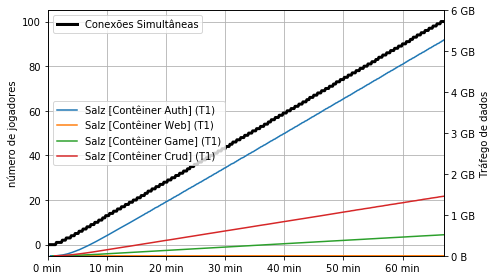 Conexões Simultâneas
Salz [Contêiner Auth] (T1)
Salz [Contêiner Web] (T1)
Salz [Contêiner Game] (T1)
Salz [Contêiner Crud] (T1)
número de jogadores
100
80
60
40
20
0
Tráfego de dados
6 GB
5 GB
4 GB
3 GB
2 GB
1 GB
0 B
0 min 10 min 20 min 30 min 40 min 50 min 60 min